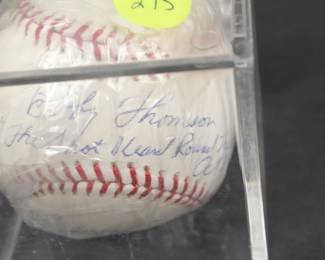 275
Bobby Thomson
"The Shot Heard Round